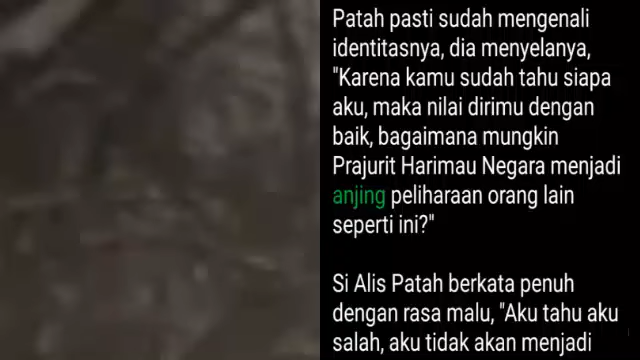 Patah pasti sudah mengenali
identitasnya, dia menyelanya,
"Karena kamu sudah tahu siapa
aku, maka nilai dirimu dengan
baik, bagaimana mungkin
Prajurit Harimau Negara menjadi
anjing peliharaan orang lain
seperti ini?"
Si Alis Patah berkata penuh
dengan rasa malu, "Aku tahu aku
salah, aku tidak akan menjadi